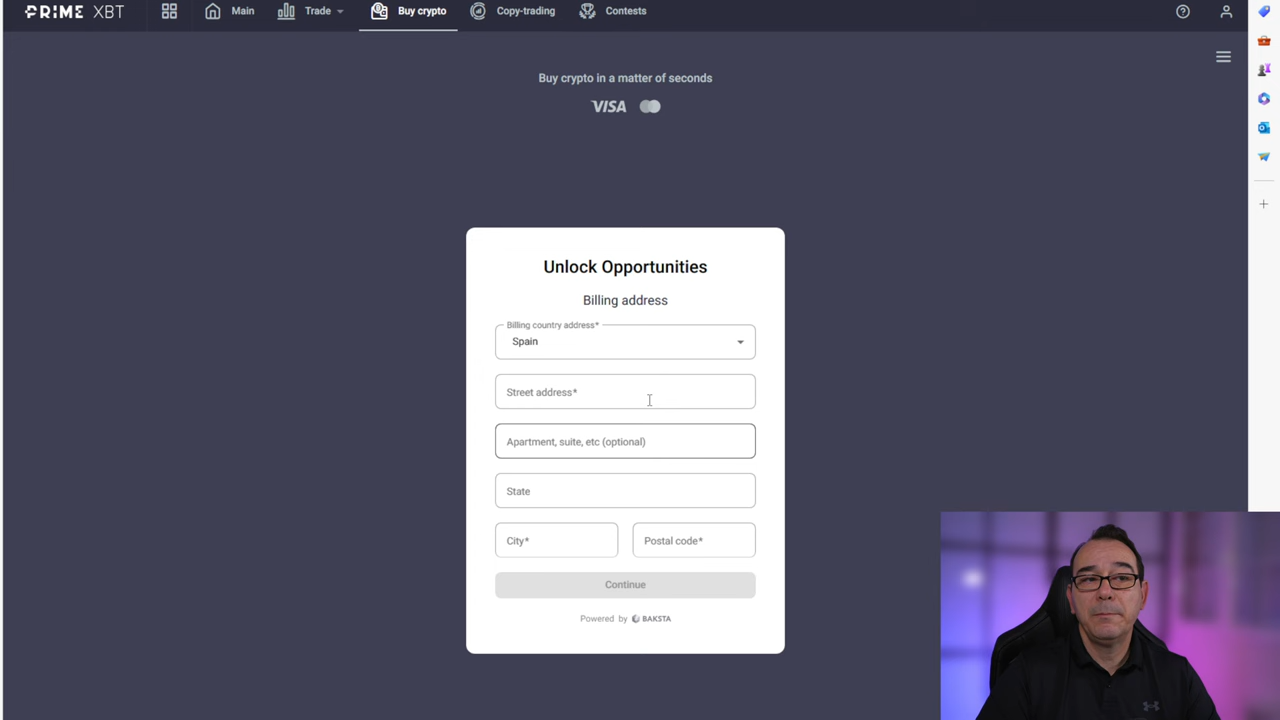 PRIME XBT
Main
Trade
Buy crypto
Copy-trading
Contests
Buy crypto in a matter of seconds
VISA
Unlock Opportunities
Billing address
Billing country address*
Spain
Street address*
Apartment, suite, etc (optional)
State
City*
Postal code*
Continue
Powered by BAKSTA